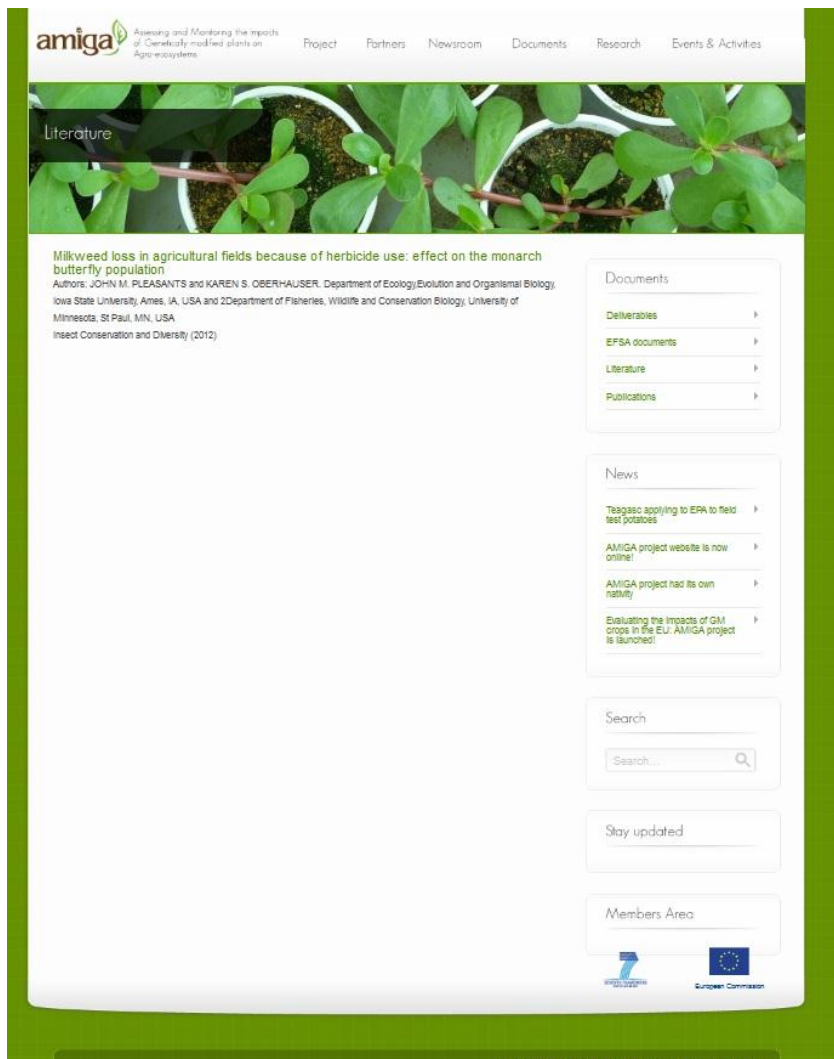 amiga
Assessing and Monitoring the impacts
of Genetically modified plants on
Agro-ecosystems
Project Partners Newsroom Documents Research Events & Activities
Literature
Milkweed loss in agricultural fields because of herbicide use: effect on the monarch
butterfly population
Authors: JOHN M. PLEASANTS and KAREN S. OBERHAUSER. Department of Ecology,Evolution and Organismal Biology,
Iowa State University, Ames, IA, USA and 2Department of Fisheries, Wildlife and Conservation Biology, University of
Minnesota, St Paul, MN, USA
Insect Conservation and Diversity (2012)
Documents
Deliverables
EFSA documents
Literature
Publications
News
Teagasc applying to EPA to field
test potatoes
AMIGA project website is now
online!
AMIGA project had its own
nativity
Evaluating the impacts of GM
crops in the EU: AMIGA project
is launched!
Search
Search...
Stay updated
Members Area
7
SEVENTH FRAMEWORK
PROGRAMME
European Commission